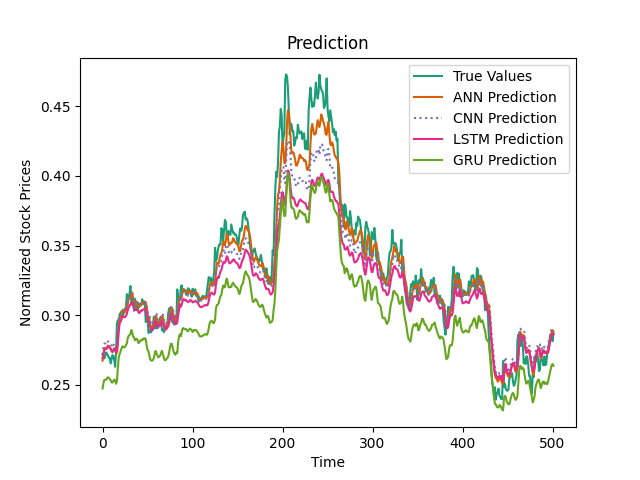 Prediction
True Values
ANN Prediction
CNN Prediction
LSTM Prediction
GRU Prediction
Normalized Stock Prices
0.45
0.40
0.35
0.30
0.25
0 100 200 300 400 500
Time